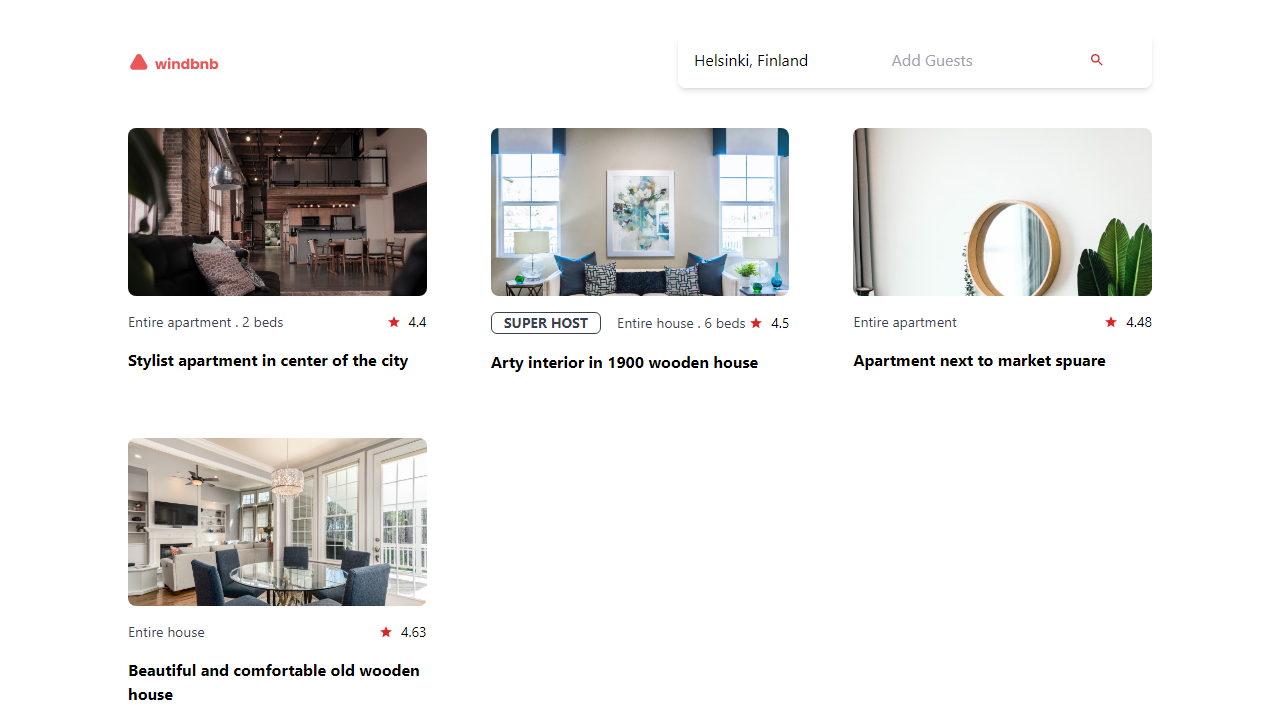 windbnb
Helsinki, Finland
Add Guests
Entire apartment . 2 beds
4.4
Stylist apartment in center of the city
SUPER HOST
Entire house . 6 beds
4.5
Arty interior in 1900 wooden house
Entire apartment
4.48
Apartment next to market spuare
Entire house
4.63
Beautiful and comfortable old wooden
house